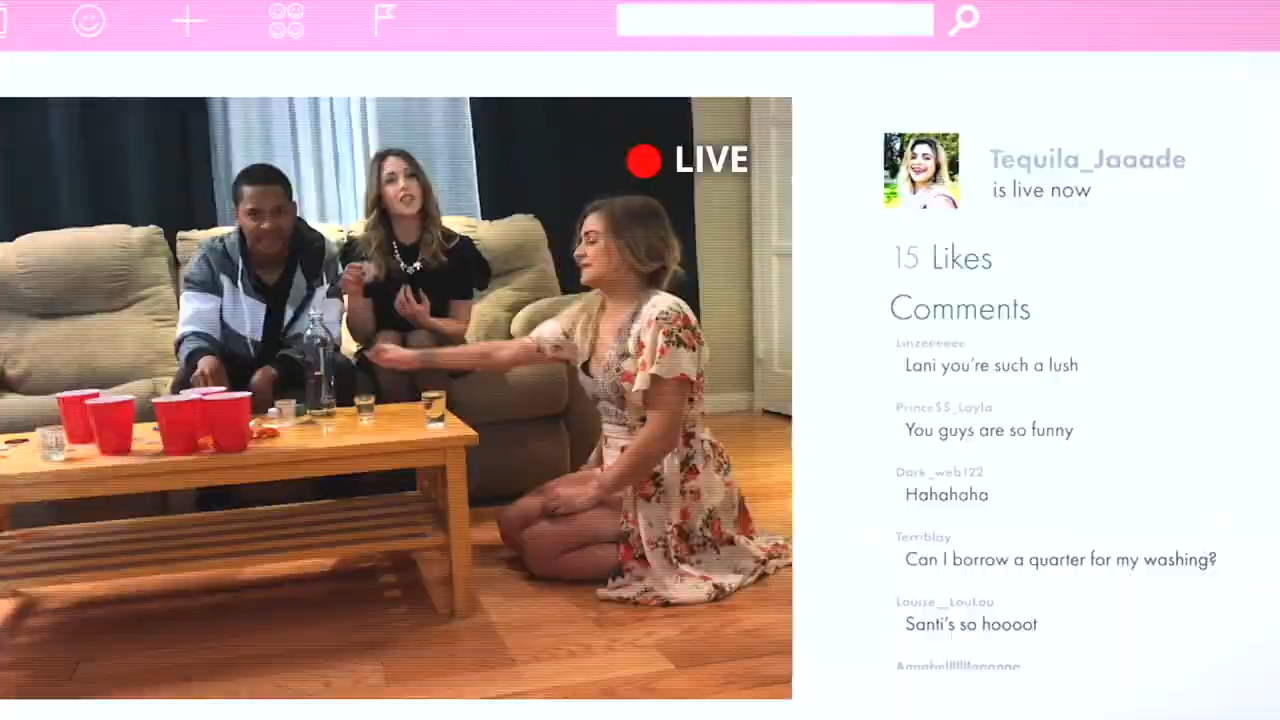 LIVE
Tequila_Jaaade
is live now
15 Likes
Comments
Linzeeeeee
Lani you're such a lush
Prince$$_Layla
You guys are so funny
Dark_web122
Hahahaha
Terriblay
Can I borrow a quarter for my washing?
Louise__LouLou
Santi's so hoooot